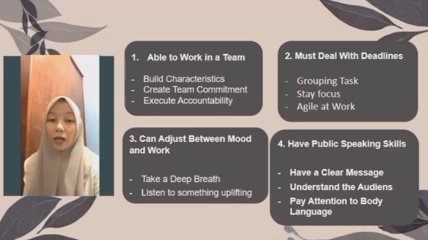 1. Able to Work in a Team
- Build Characteristics
- Create Team Commitment
- Execute Accountability
2. Must Deal With Deadlines
- Grouping Task
- Stay focus
- Agile at Work
3. Can Adjust Between Mood
and Work
- Take a Deep Breath
- Listen to something uplifting
4. Have Public Speaking Skills
- Have a Clear Message
- Understand the Audiens
- Pay Attention to Body
Language